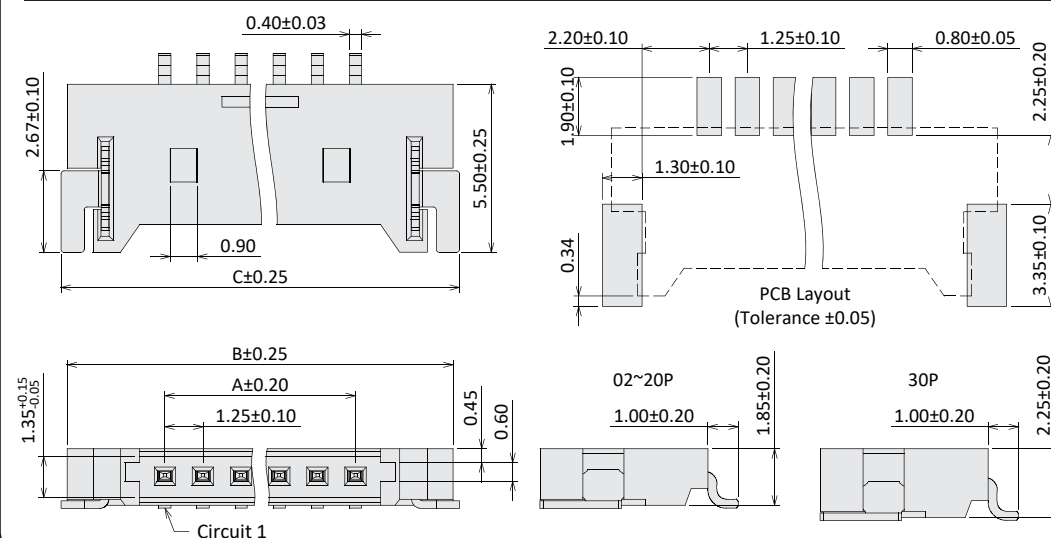 0.40±0.03
2.67±0.10
5.50±0.25
0.90
C±0.25
2.20±0.10
1.25±0.10
0.80±0.05
1.90±0.10
2.25±0.20
1.30±0.10
0.34
3.35±0.10
PCB Layout
(Tolerance ±0.05)
B±0.25
A±0.20
1.25±0.10
1.35+0.15
-0.05
0.45
0.60
Circuit 1
02~20P
1.00±0.20
1.85±0.20
30P
1.00±0.20
2.25±0.20